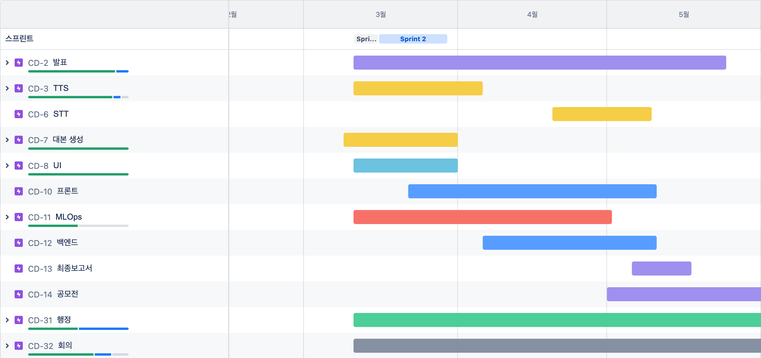 2월 3월 4월 5월
스프린트 Spri... Sprint 2
CD-2 발표
CD-3 TTS
CD-6 STT
CD-7 대본 생성
CD-8 UI
CD-10 프론트
CD-11 MLOps
CD-12 백엔드
CD-13 최종보고서
CD-14 공모전
CD-31 행정
CD-32 회의